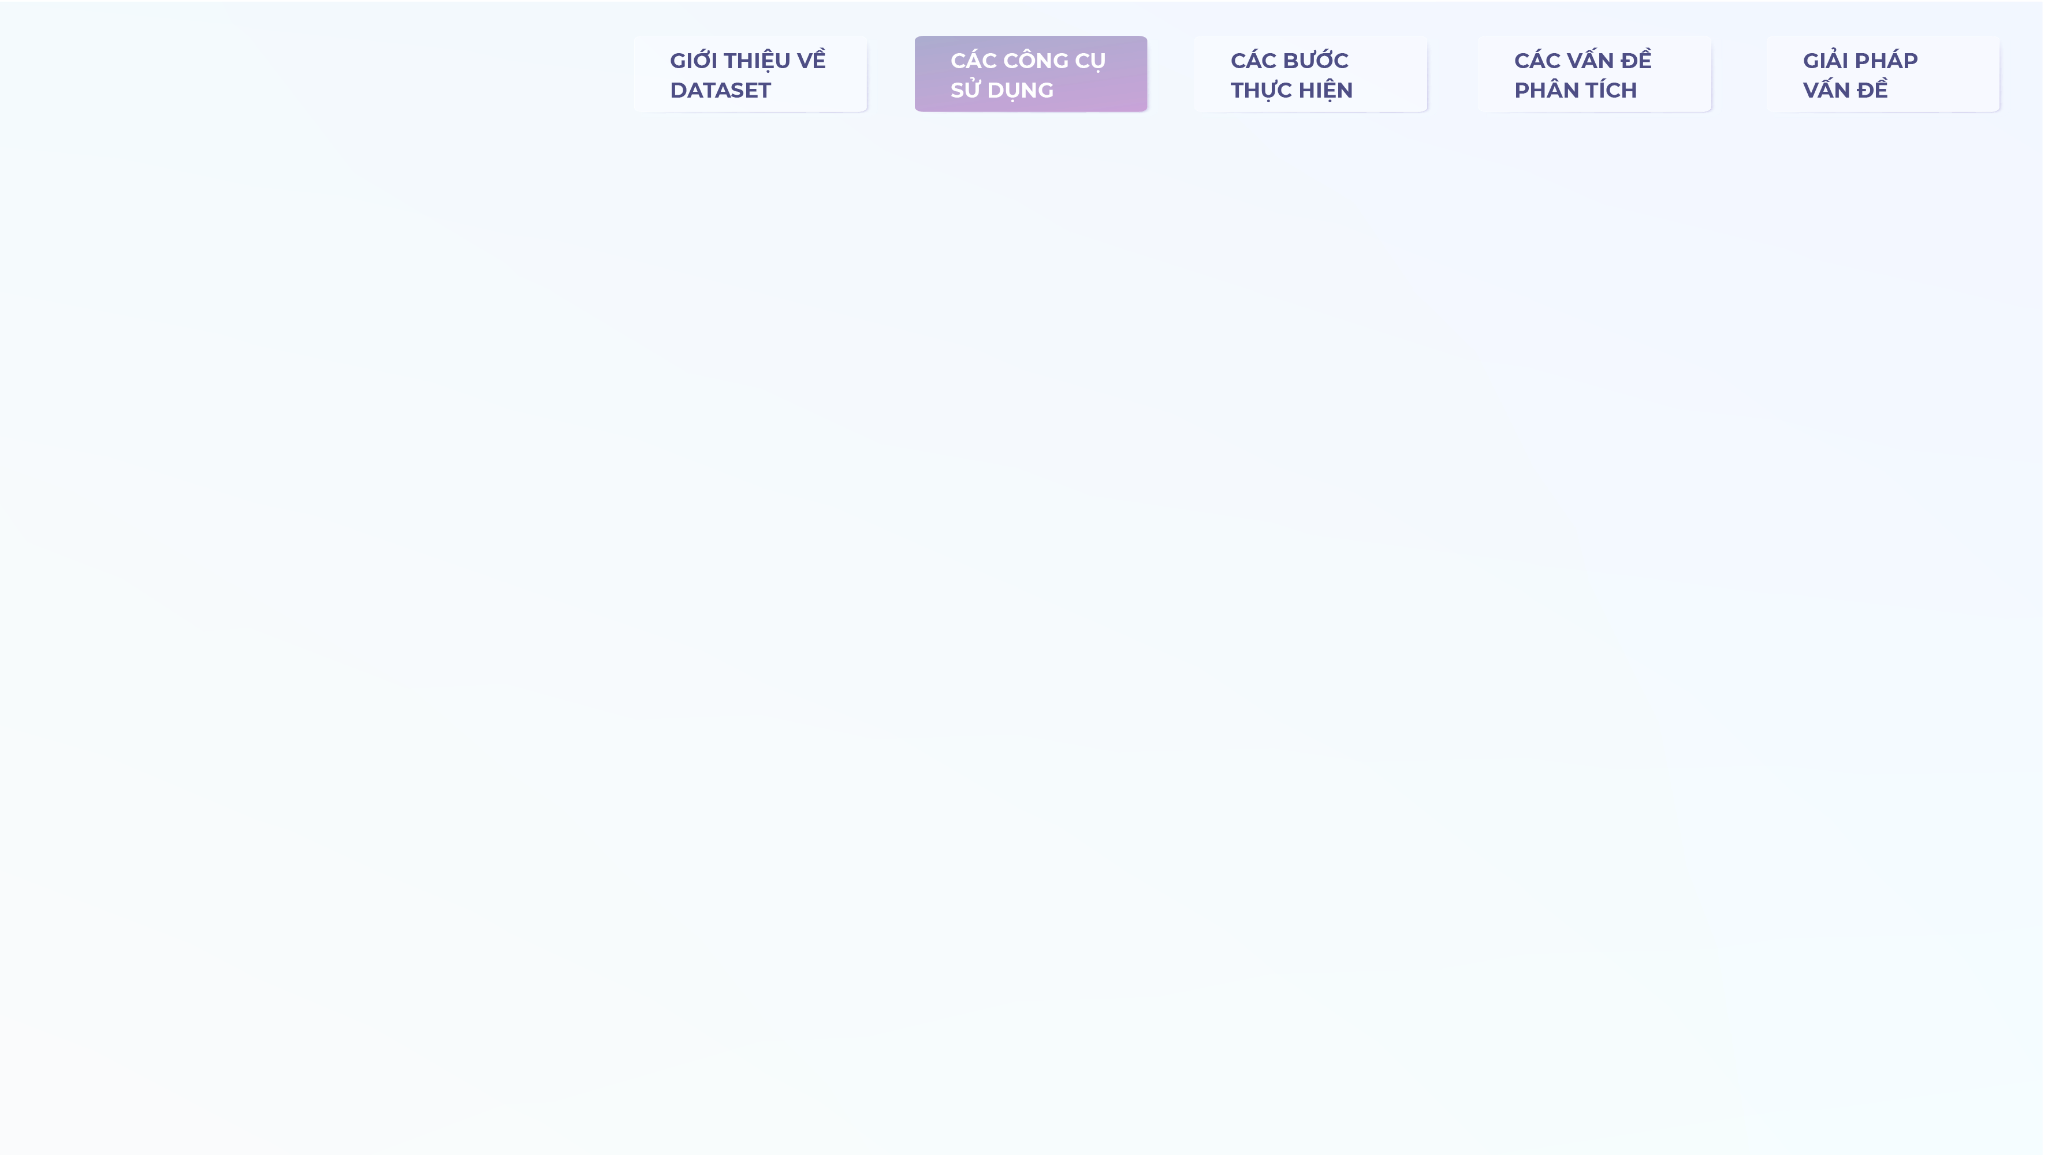 GIỚI THIỆU VỀ
DATASET
CÁC CÔNG CỤ
SỬ DỤNG
CÁC BƯỚC
THỰC HIỆN
CÁC VẤN ĐỀ
PHÂN TÍCH
GIẢI PHÁP
VẤN ĐỀ